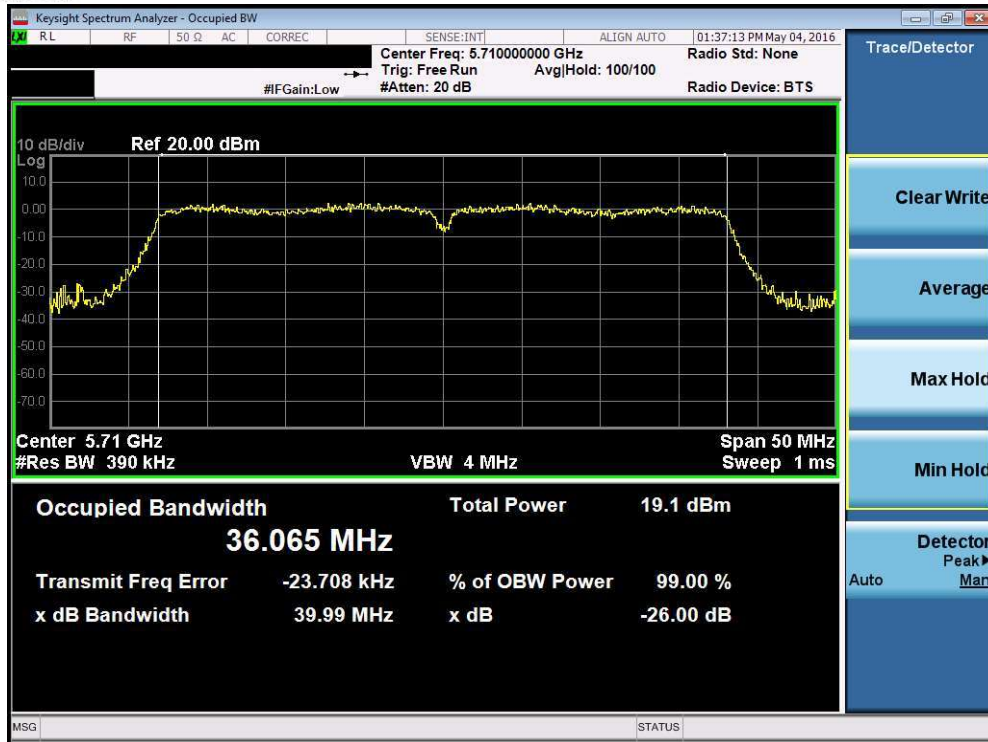 Keysight Spectrum Analyzer - Occupied BW
LXI RL RF 50 Ω AC CORREC SENSE:INT ALIGN AUTO 01:37:13 PM May 04, 2016
Center Freq: 5.710000000 GHz Radio Std: None
Trig: Free Run Avg|Hold: 100/100
#IFGain:Low #Atten: 20 dB Radio Device: BTS
10 dB/div Ref 20.00 dBm
Log
10.0
0.00
-10.0
-20.0
-30.0
-40.0
-50.0
-60.0
-70.0
Center 5.71 GHz Span 50 MHz
#Res BW 390 kHz VBW 4 MHz Sweep 1 ms
Occupied Bandwidth Total Power 19.1 dBm
36.065 MHz
Transmit Freq Error -23.708 kHz % of OBW Power 99.00 %
x dB Bandwidth 39.99 MHz x dB -26.00 dB
MSG STATUS
Trace/Detector
Clear Write
Average
Max Hold
Min Hold
Detector
Peak▶
Auto Man